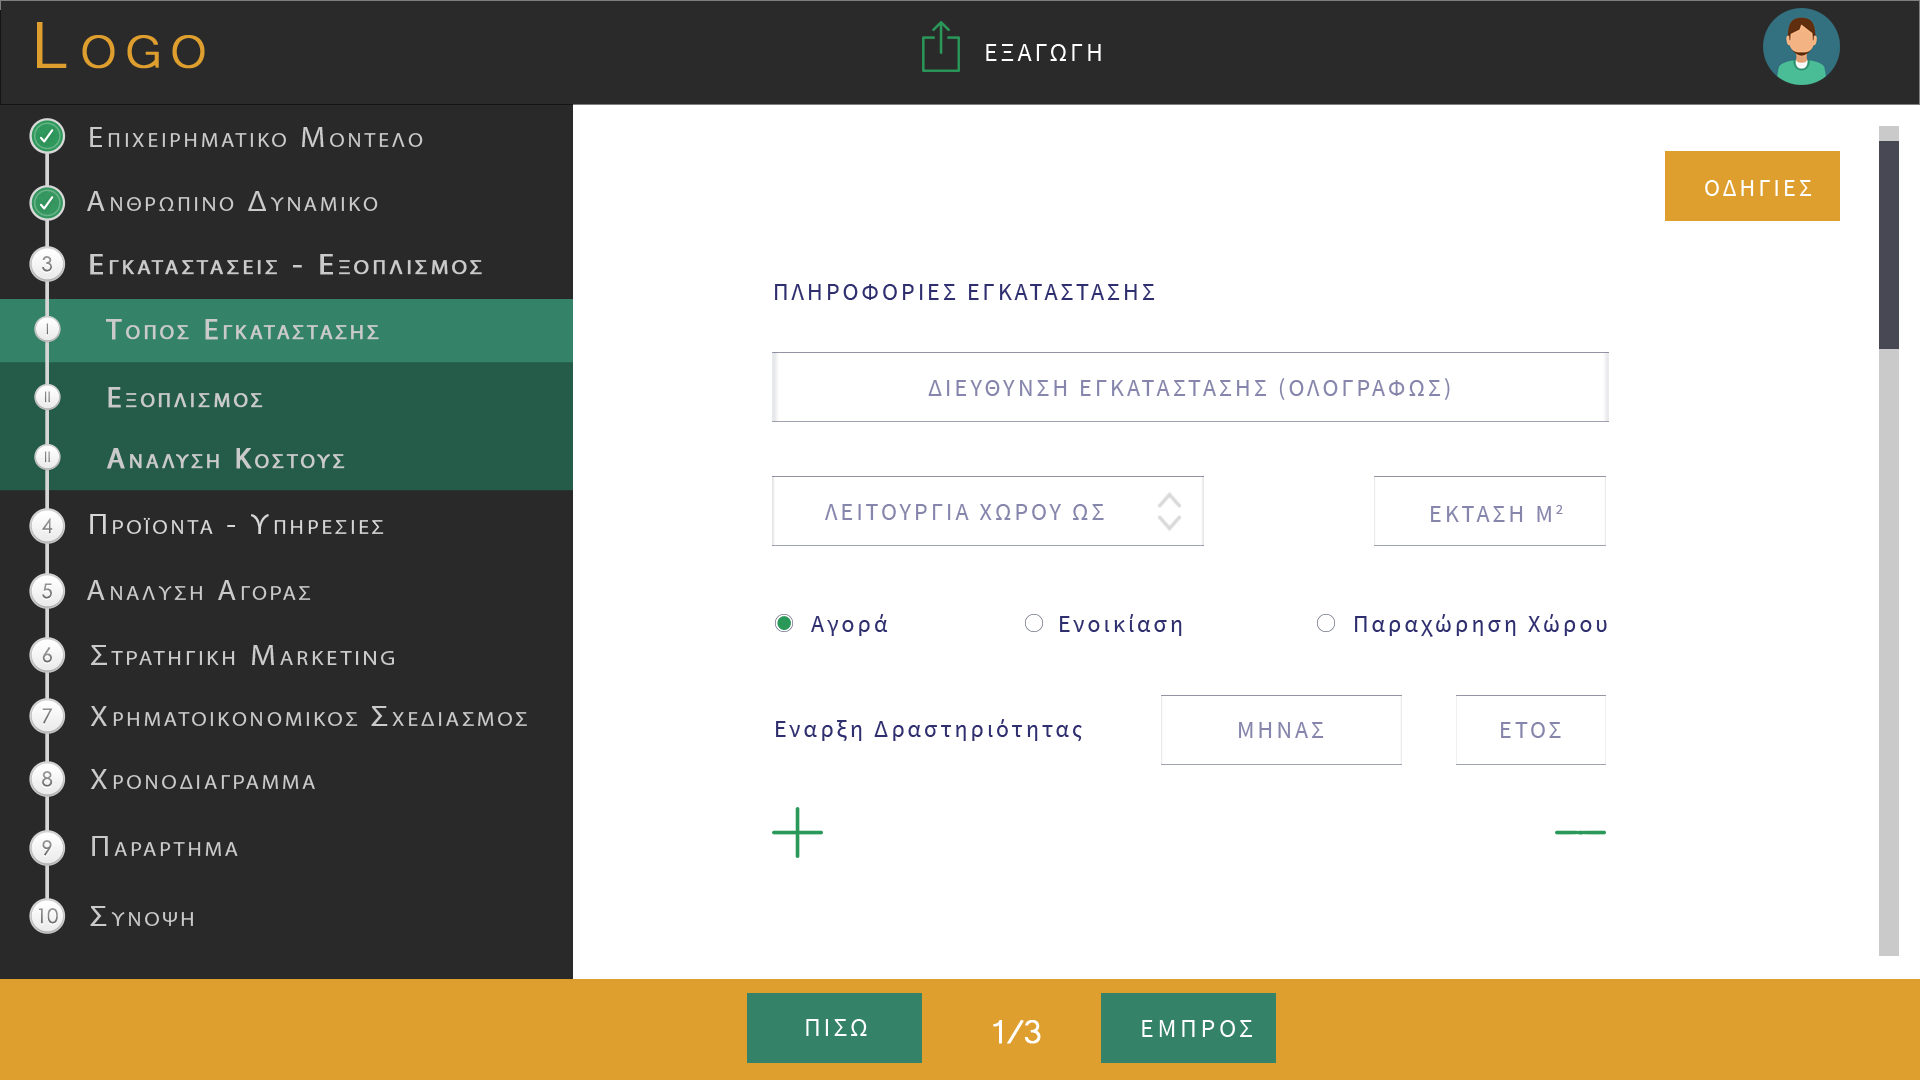 LOGO
ΕΞΑΓΩΓΗ
ΕΠΙΧΕΙΡΗΜΑΤΙΚΟ ΜΟΝΤΕΛΟ
ΑΝΘΡΩΠΙΝΟ ΔΥΝΑΜΙΚΟ
3 ΕΓΚΑΤΑΣΤΑΣΕΙΣ - ΕΞΟΠΛΙΣΜΟΣ
I ΤΟΠΟΣ ΕΓΚΑΤΑΣΤΑΣΗΣ
II ΕΞΟΠΛΙΣΜΟΣ
II ΑΝΑΛΥΣΗ ΚΟΣΤΟΥΣ
4 ΠΡΟΪΟΝΤΑ - ΥΠΗΡΕΣΙΕΣ
5 ΑΝΑΛΥΣΗ ΑΓΟΡΑΣ
6 ΣΤΡΑΤΗΓΙΚΗ MARKETING
7 ΧΡΗΜΑΤΟΙΚΟΝΟΜΙΚΟΣ ΣΧΕΔΙΑΣΜΟΣ
8 ΧΡΟΝΟΔΙΑΓΡΑΜΜΑ
9 ΠΑΡΑΡΤΗΜΑ
10 ΣΥΝΟΨΗ
ΟΔΗΓΙΕΣ
ΠΛΗΡΟΦΟΡΙΕΣ ΕΓΚΑΤΑΣΤΑΣΗΣ
ΔΙΕΥΘΥΝΣΗ ΕΓΚΑΤΑΣΤΑΣΗΣ (ΟΛΟΓΡΑΦΩΣ)
ΛΕΙΤΟΥΡΓΙΑ ΧΩΡΟΥ ΩΣ
ΕΚΤΑΣΗ Μ²
Αγορά Ενοικίαση Παραχώρηση Χώρου
Εναρξη Δραστηριότητας ΜΗΝΑΣ ΕΤΟΣ
ΠΙΣΩ 1/3 ΕΜΠΡΟΣ